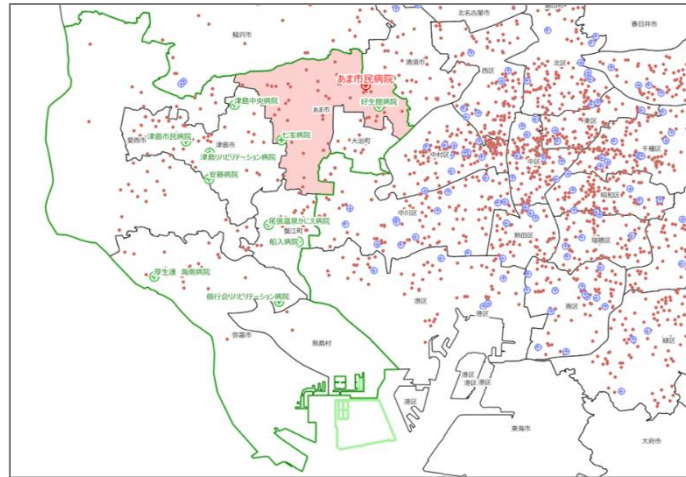 北名古屋市
春日井市
稲沢市
清須市
西区
北区
あま市民病院
津島中央病院
好生館病院
あま市
東区
千種区
津島市民病院
七宝病院
愛西市
津島市
大治町
中村区
中区
津島リハビリテーション病院
安藤病院
昭和区
中川区
尾張温泉かにえ病院
蟹江町
熱田区
瑞穂区
船入病院
厚生連 海南病院
偕行会リハビリテーション病院
港区
港区
南区
緑区
弥富市
飛島村
港区
港区
港区
港区
東海市
大府市